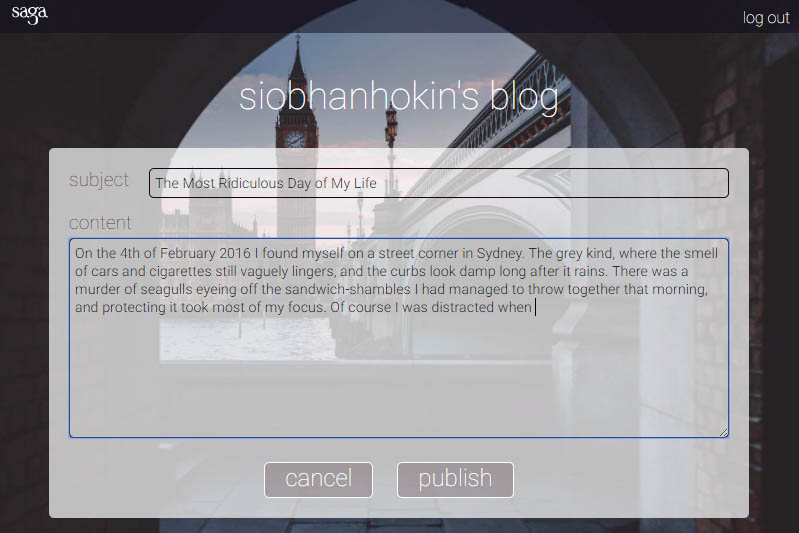 saga
log out
siobhanhokin's blog
subject
The Most Ridiculous Day of My Life
content
On the 4th of February 2016 I found myself on a street corner in Sydney. The grey kind, where the smell
of cars and cigarettes still vaguely lingers, and the curbs look damp long after it rains. There was a
murder of seagulls eyeing off the sandwich-shambles I had managed to throw together that morning,
and protecting it took most of my focus. Of course I was distracted when
cancel
publish